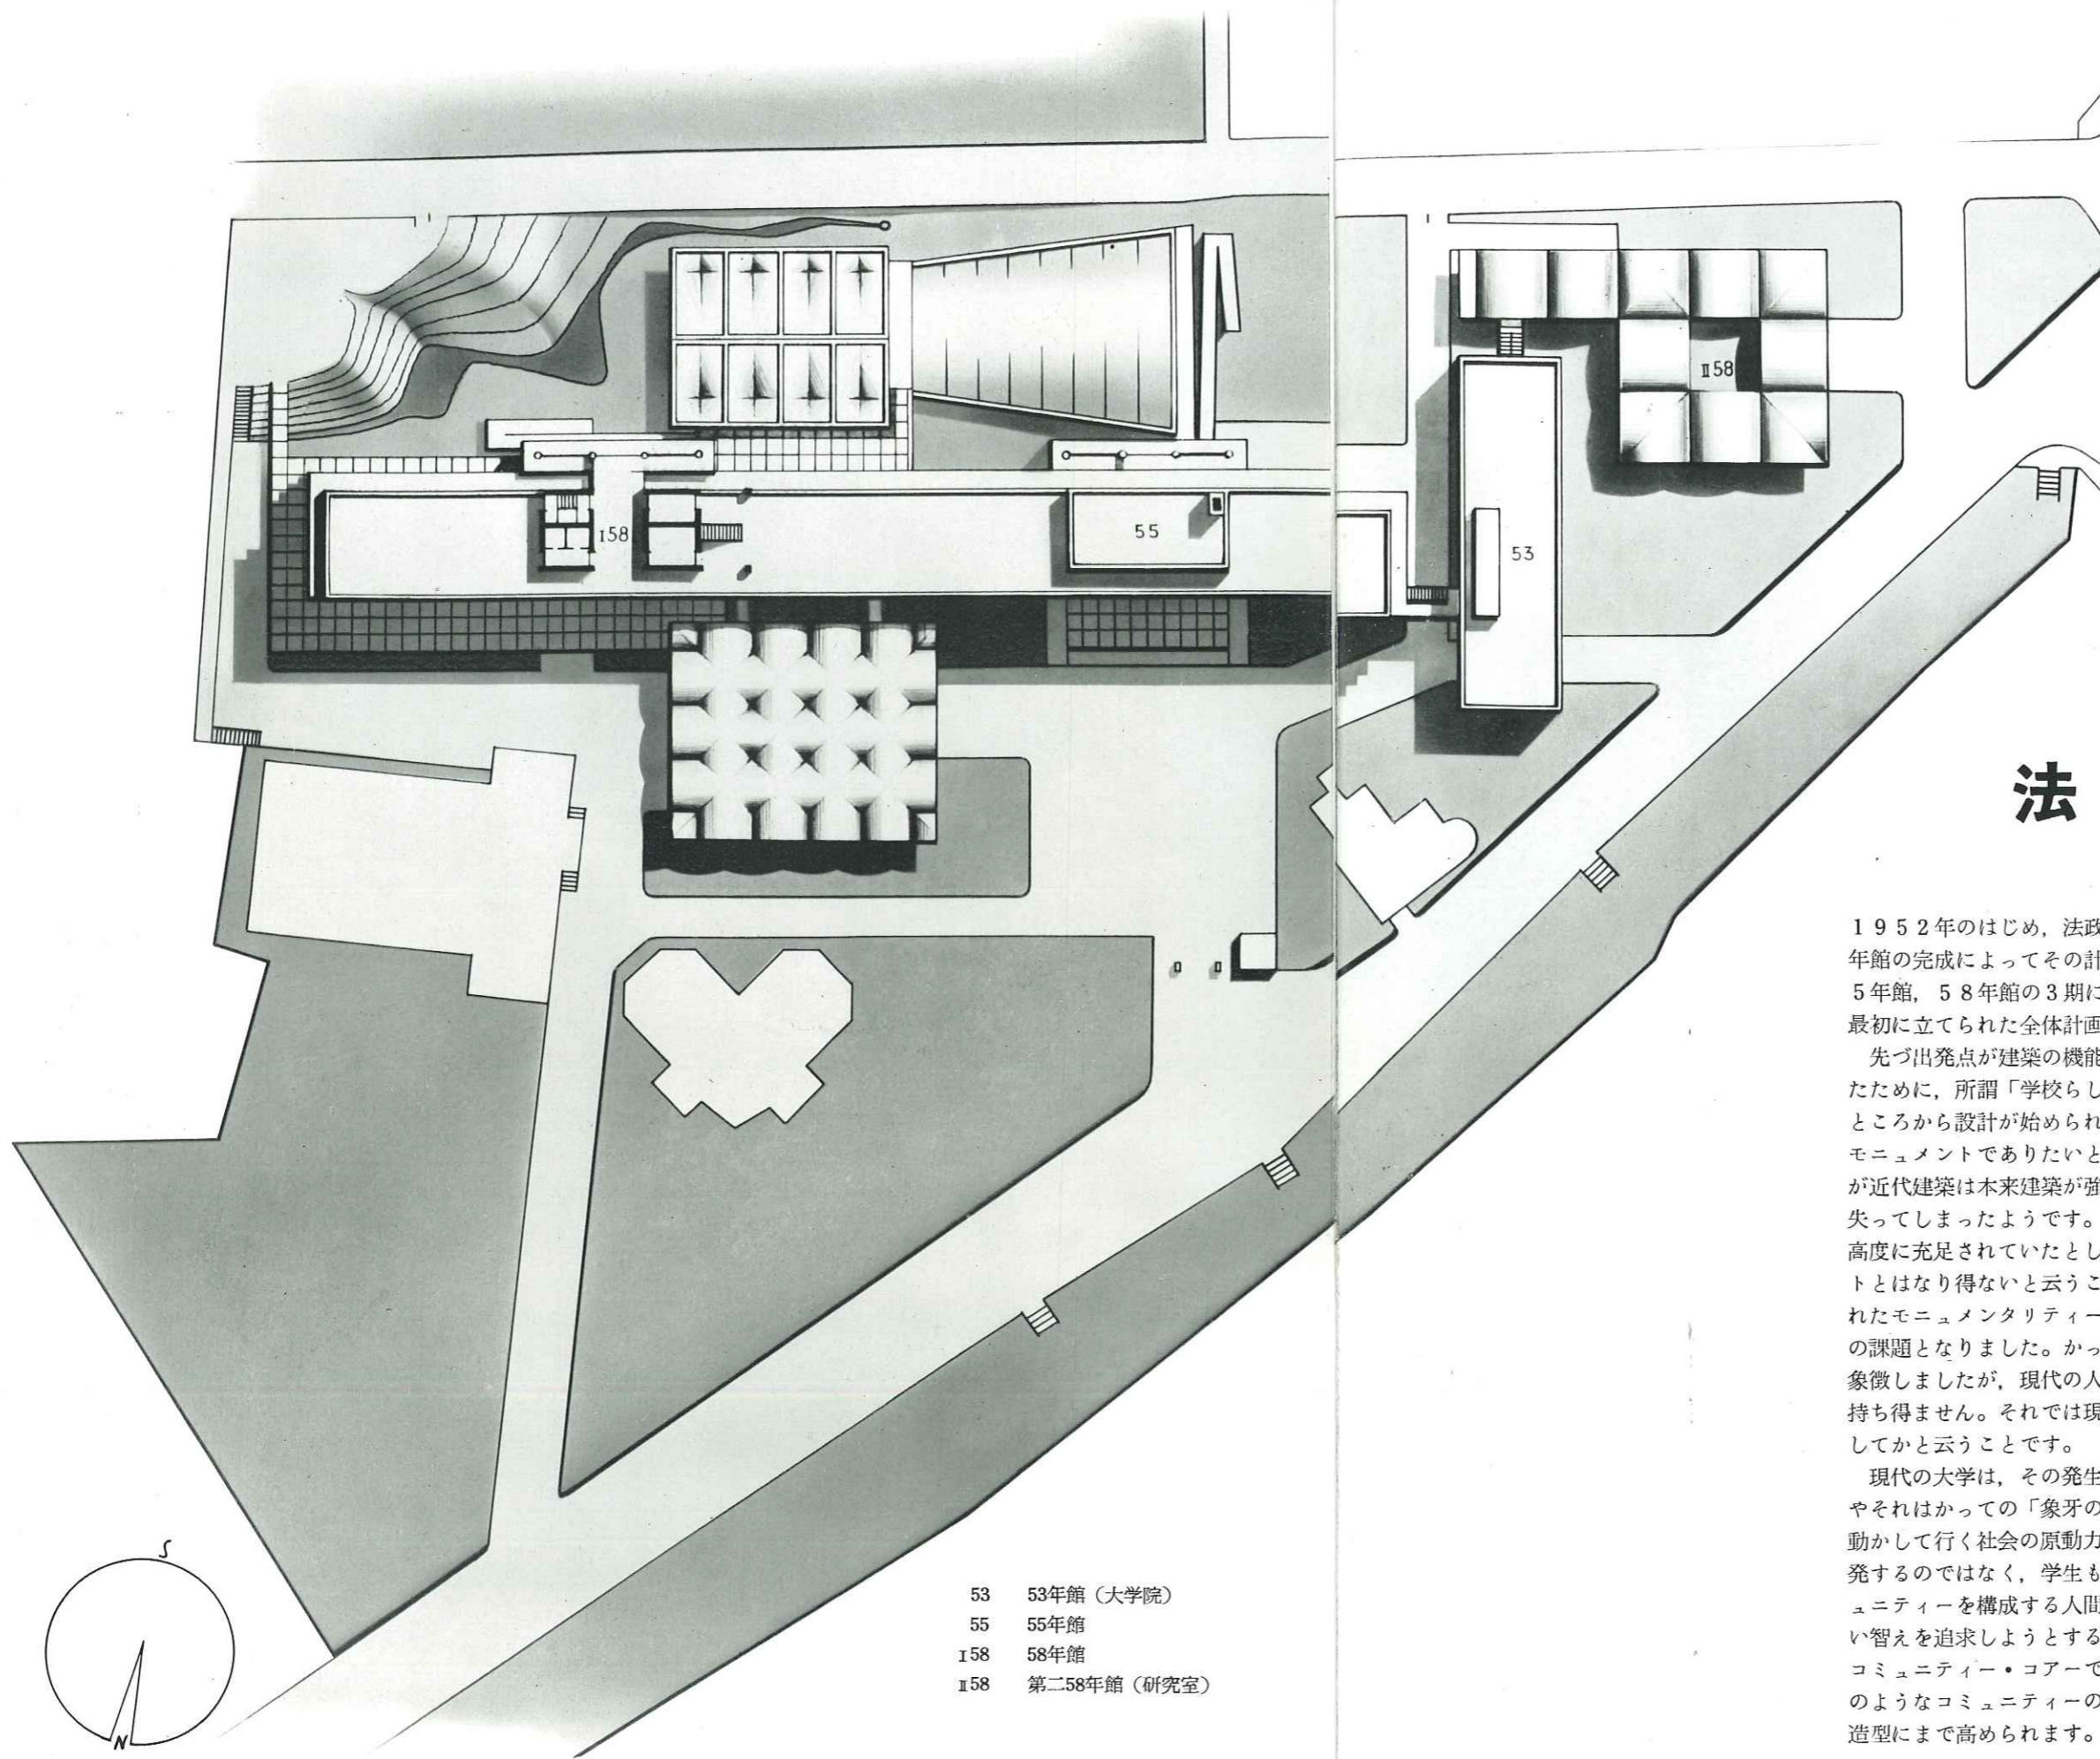 II58
I58
55
53
法
1952年のはじめ，法政
年館の完成によってその計
5年館，58年館の3期に
最初に立てられた全体計画
先づ出発点が建築の機能
たために，所謂「学校らし
ところから設計が始められ
モニュメントでありたいと
が近代建築は本来建築が強
失ってしまったようです。
高度に充足されていたとし
トとはなり得ないと云うこ
れたモニュメンタリティー
の課題となりました。かっ
象徴しましたが，現代の人
持ち得ません。それでは現
してかと云うことです。
現代の大学は，その発生
やそれはかっての「象牙の
動かして行く社会の原動力
発するのではなく，学生も
ュニティーを構成する人間
い智えを追求しようとする
コミュニティー・コアーで
のようなコミュニティーの
造型にまで高められます。
S
N
53 53年館（大学院）
55 55年館
I58 58年館
II58 第二58年館（研究室）